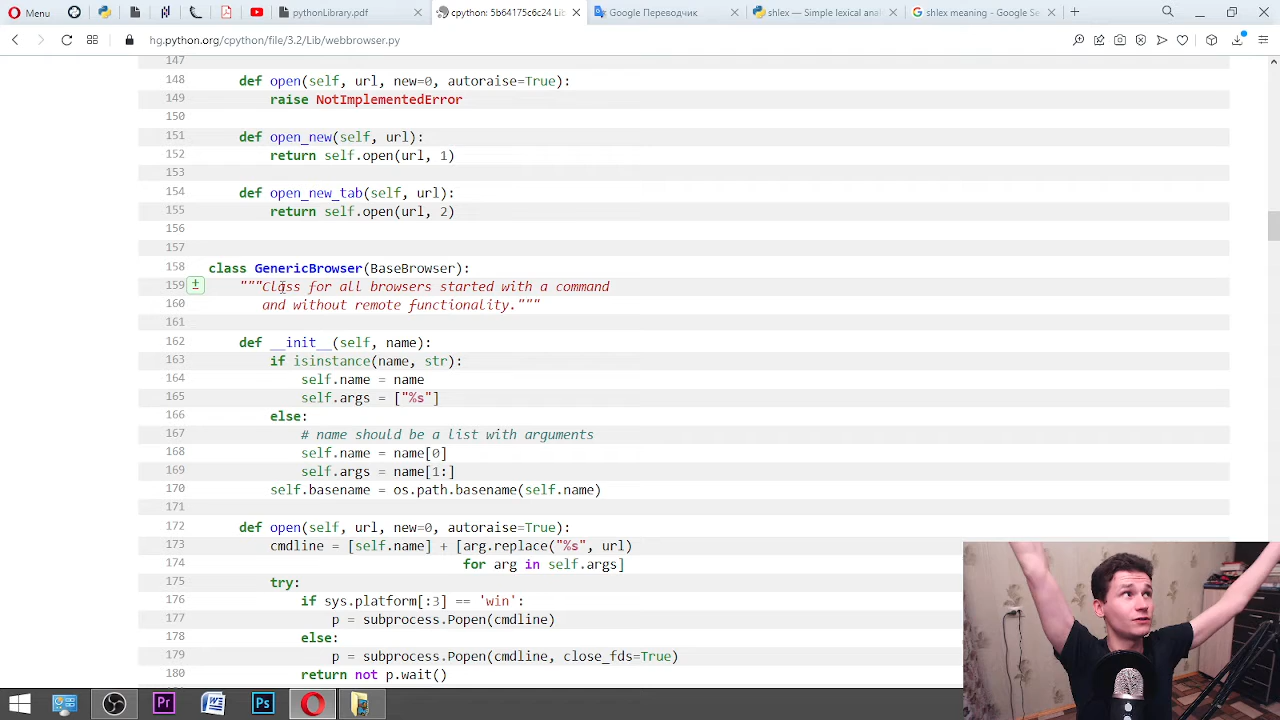 Menu
pythonLibrary.pdf
cpython: 5b64175c6c24 Lib
Google Переводчик
shlex — Simple lexical anal
shlex meaning - Google Se
hg.python.org/cpython/file/3.2/Lib/webbrowser.py
147
148 def open(self, url, new=0, autoraise=True):
149 raise NotImplementedError
150
151 def open_new(self, url):
152 return self.open(url, 1)
153
154 def open_new_tab(self, url):
155 return self.open(url, 2)
156
157
158 class GenericBrowser(BaseBrowser):
159 """Class for all browsers started with a command
160 and without remote functionality."""
161
162 def __init__(self, name):
163 if isinstance(name, str):
164 self.name = name
165 self.args = ["%s"]
166 else:
167 # name should be a list with arguments
168 self.name = name[0]
169 self.args = name[1:]
170 self.basename = os.path.basename(self.name)
171
172 def open(self, url, new=0, autoraise=True):
173 cmdline = [self.name] + [arg.replace("%s", url)
174 for arg in self.args]
175 try:
176 if sys.platform[:3] == 'win':
177 p = subprocess.Popen(cmdline)
178 else:
179 p = subprocess.Popen(cmdline, close_fds=True)
180 return not p.wait()
Pr
W
Ps